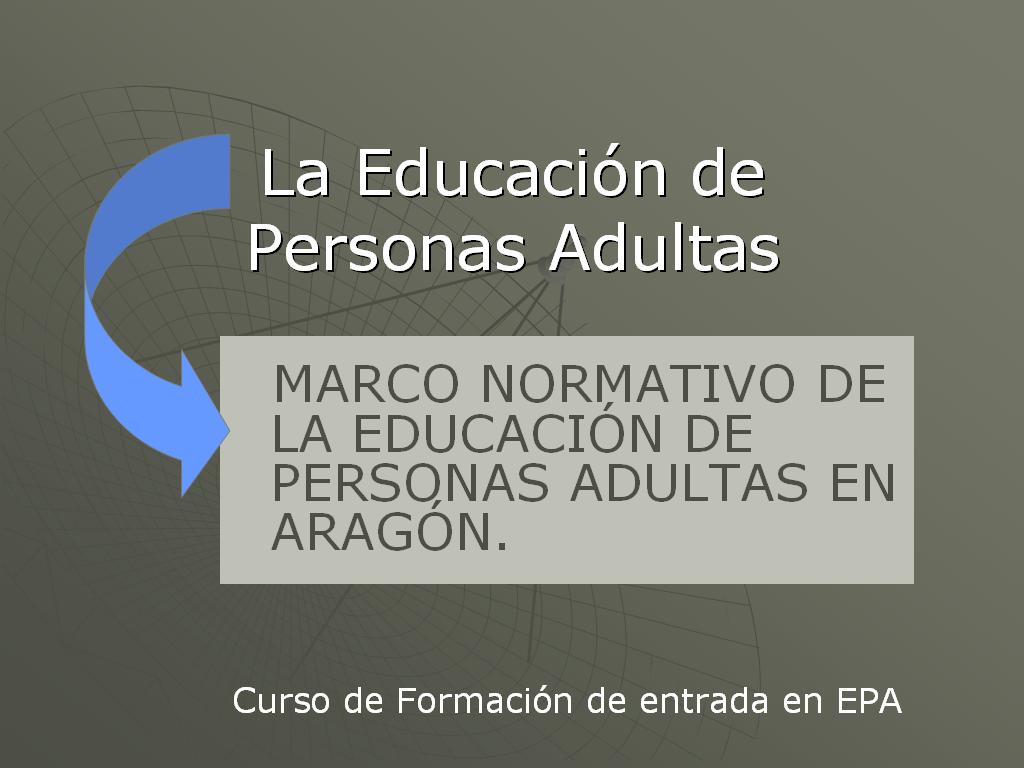 La Educación de
Personas Adultas
MARCO NORMATIVO DE
LA EDUCACIÓN DE
PERSONAS ADULTAS EN
ARAGÓN.
Curso de Formación de entrada en EPA